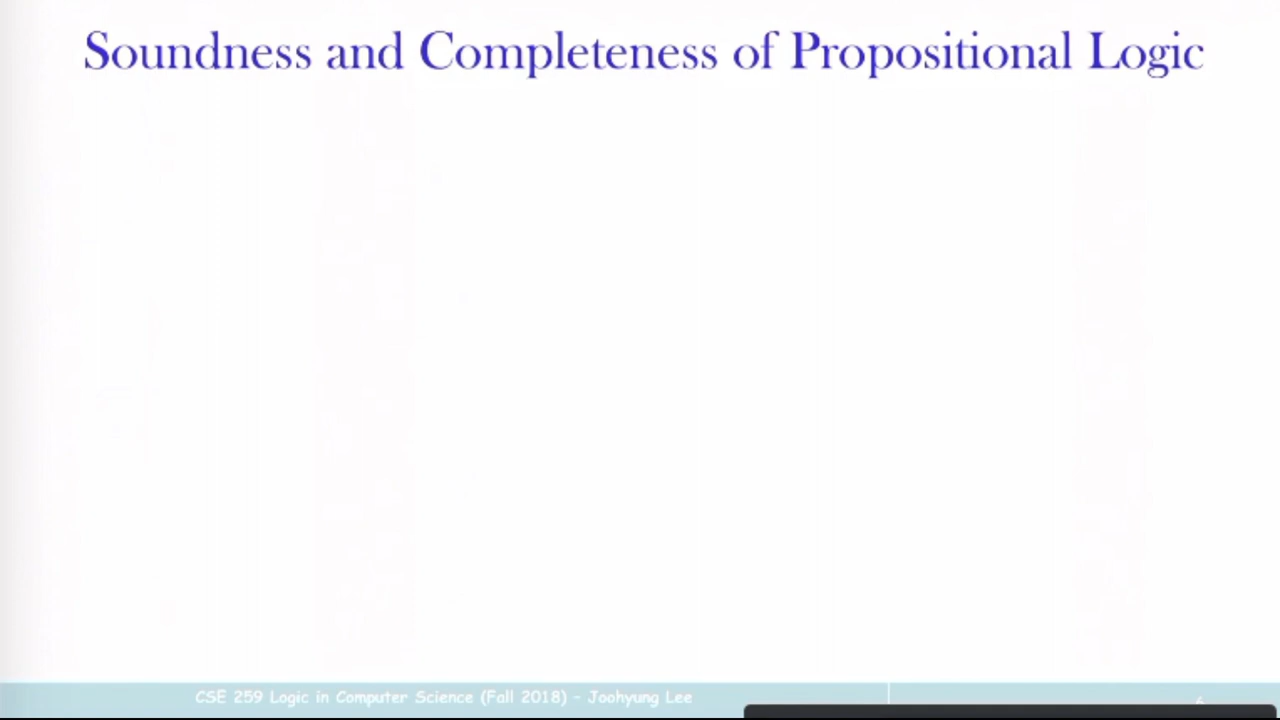 Soundness and Completeness of Propositional Logic
CSE 259 Logic in Computer Science (Fall 2018) - Joohyung Lee